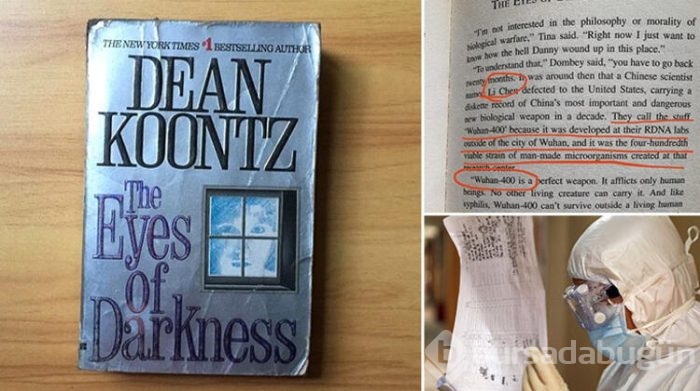 THE NEW YORK TIMES #1 BESTSELLING AUTHOR
DEAN
KOONTZ
The
Eyes
of
Darkness
THE EYES OF
"I'm not interested in the philosophy or morality of
biological warfare," Tina said. "Right now I just want to
know how the hell Danny wound up in this place."
"To understand that," Dombey said, "you have to go back
twenty months. It was around then that a Chinese scientist
named Li Chen defected to the United States, carrying a
diskette record of China's most important and dangerous
new biological weapon in a decade. They call the stuff
'Wuhan-400' because it was developed at their RDNA labs
outside of the city of Wuhan, and it was the four-hundredth
viable strain of man-made microorganisms created at that
research center.
"Wuhan-400 is a perfect weapon. It afflicts only human
beings. No other living creature can carry it. And like
syphilis, Wuhan-400 can't survive outside a living human
bursadabugün